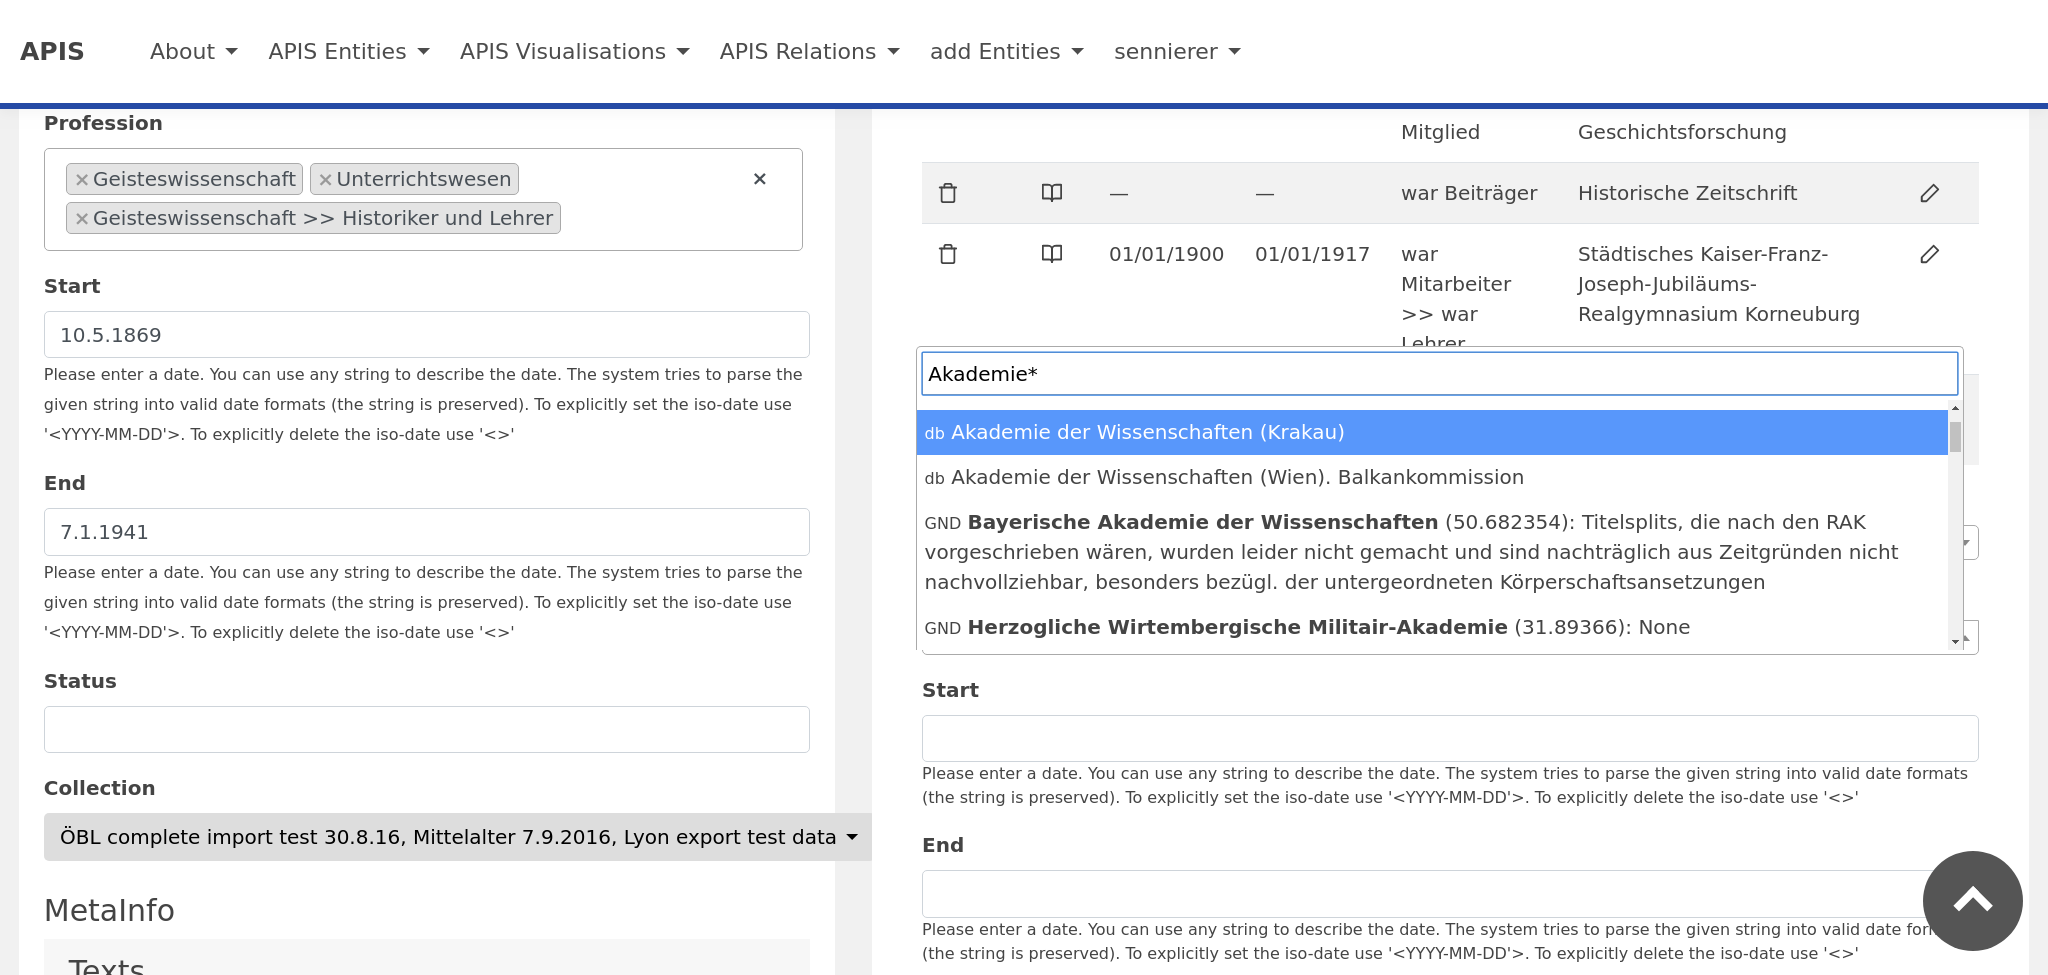 APIS About APIS Entities APIS Visualisations APIS Relations add Entities sennierer
Profession
× Geisteswissenschaft × Unterrichtswesen ×
× Geisteswissenschaft >> Historiker und Lehrer
Start
10.5.1869
Please enter a date. You can use any string to describe the date. The system tries to parse the
given string into valid date formats (the string is preserved). To explicitly set the iso-date use
'<YYYY-MM-DD'>. To explicitly delete the iso-date use '<>'
End
7.1.1941
Please enter a date. You can use any string to describe the date. The system tries to parse the
given string into valid date formats (the string is preserved). To explicitly set the iso-date use
'<YYYY-MM-DD'>. To explicitly delete the iso-date use '<>'
Status
Collection
ÖBL complete import test 30.8.16, Mittelalter 7.9.2016, Lyon export test data
MetaInfo
Texts
Mitglied Geschichtsforschung
— — war Beiträger Historische Zeitschrift
01/01/1900 01/01/1917 war Städtisches Kaiser-Franz-
Mitarbeiter Joseph-Jubiläums-
>> war Realgymnasium Korneuburg
Lehrer
Akademie*
db Akademie der Wissenschaften (Krakau)
db Akademie der Wissenschaften (Wien). Balkankommission
GND Bayerische Akademie der Wissenschaften (50.682354): Titelsplits, die nach den RAK
vorgeschrieben wären, wurden leider nicht gemacht und sind nachträglich aus Zeitgründen nicht
nachvollziehbar, besonders bezügl. der untergeordneten Körperschaftsansetzungen
GND Herzogliche Wirtembergische Militair-Akademie (31.89366): None
Start
Please enter a date. You can use any string to describe the date. The system tries to parse the given string into valid date formats
(the string is preserved). To explicitly set the iso-date use '<YYYY-MM-DD'>. To explicitly delete the iso-date use '<>'
End
Please enter a date. You can use any string to describe the date. The system tries to parse the given string into valid date
(the string is preserved). To explicitly set the iso-date use '<YYYY-MM-DD'>. To explicitly delete the iso-date use '<>'